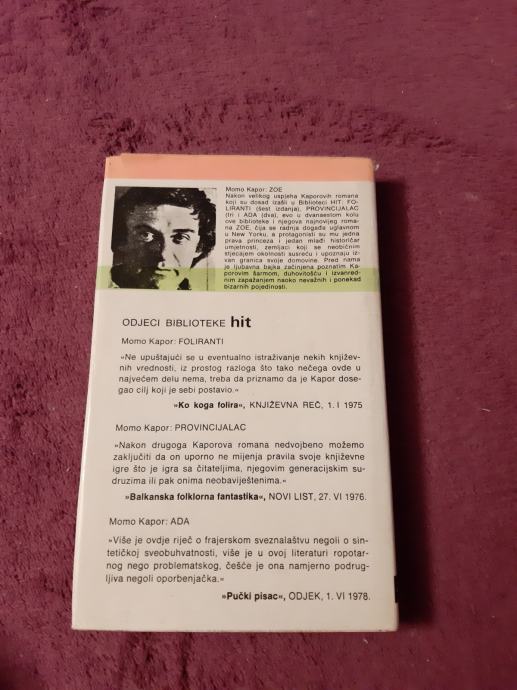 Momo Kapor: ZOE
Nakon velikog uspjeha Kaporovih romana
koji su dosad izašli u Biblioteci HIT: FO-
LIRANTI (šest izdanja), PROVINCIJALAC
(tri) i ADA (dva), evo u dvanaestom kolu
ove biblioteke i njegova najnovijeg roma-
na ZOE, čija se radnja događa uglavnom
u New Yorku, a protagonisti su mu jedna
prava princeza i jedan mladi historičar
umjetnosti, zemljaci koji se neobičnim
stjecajem okolnosti susreću i upoznaju iz-
van granica svoje domovine. Pred nama
je ljubavna bajka začinjena poznatim Ka-
porovim šarmom, duhovitošću i izvanred-
nim zapažanjem naoko nevažnih i ponekad
bizarnih pojedinosti.
ODJECI BIBLIOTEKE hit
Momo Kapor: FOLIRANTI
»Ne upuštajući se u eventualno istraživanje nekih književ-
nih vrednosti, iz prostog razloga što tako nečega ovde u
najvećem delu nema, treba da priznamo da je Kapor dose-
gao cilj koji je sebi postavio.«
»Ko koga folira«, KNJIŽEVNA REČ, 1. I 1975
Momo Kapor: PROVINCIJALAC
»Nakon drugoga Kaporova romana nedvojbeno možemo
zaključiti da on uporno ne mijenja pravila svoje književne
igre što je igra sa čitateljima, njegovim generacijskim su-
druzima ili pak onima neobaviještenima.«
»Balkanska folklorna fantastika«, NOVI LIST, 27. VI 1976.
Momo Kapor: ADA
»Više je ovdje riječ o frajerskom sveznalaštvu negoli o sin-
tetičkoj sveobuhvatnosti, više je u ovoj literaturi ropotar-
nog nego problematskog, češće je ona namjerno podrug-
ljiva negoli oporbenjačka.«
»Pučki pisac«, ODJEK, 1. VI 1978.